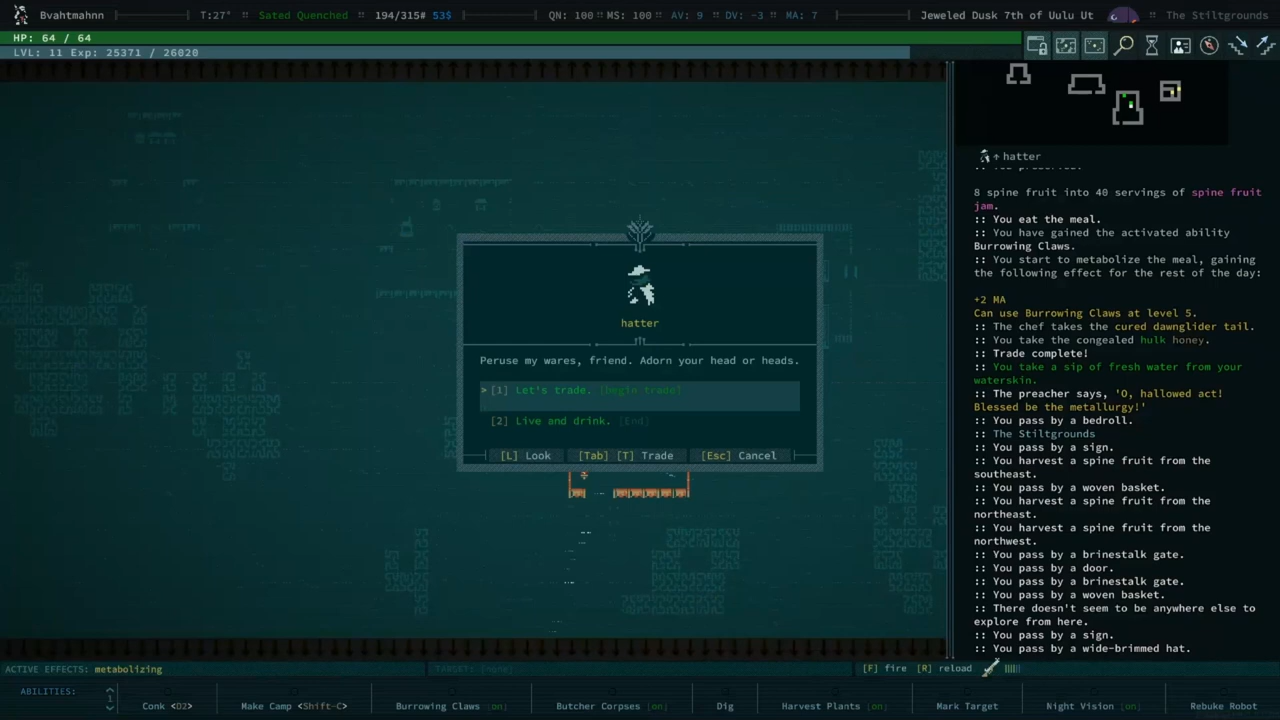 Bvahtmahnn T:27° Sated Quenched 194/315# 53$ QN: 100 MS: 100 AV: 9 DV: -3 MA: 7 Jeweled Dusk 7th of Uulu Ut The Stiltgrounds
HP: 64 / 64
LVL: 11 Exp: 25371 / 26020
hatter
Peruse my wares, friend. Adorn your head or heads.
> [1] Let's trade. [begin trade]
[2] Live and drink. [End]
[L] Look [Tab] [T] Trade [Esc] Cancel
hatter
8 spine fruit into 40 servings of spine fruit
jam.
:: You eat the meal.
:: You have gained the activated ability
Burrowing Claws.
:: You start to metabolize the meal, gaining
the following effect for the rest of the day:
+2 MA
Can use Burrowing Claws at level 5.
:: The chef takes the cured dawnglider tail.
:: You take the congealed hulk honey.
:: Trade complete!
:: You take a sip of fresh water from your
waterskin.
:: The preacher says, 'O, hallowed act!
Blessed be the metallurgy!'
:: You pass by a bedroll.
:: The Stiltgrounds
:: You pass by a sign.
:: You harvest a spine fruit from the
southeast.
:: You pass by a woven basket.
:: You harvest a spine fruit from the
northeast.
:: You harvest a spine fruit from the
northwest.
:: You pass by a brinestalk gate.
:: You pass by a door.
:: You pass by a brinestalk gate.
:: You pass by a woven basket.
:: There doesn't seem to be anywhere else to
explore from here.
:: You pass by a sign.
:: You pass by a wide-brimmed hat.
ACTIVE EFFECTS: metabolizing TARGET: [none] [F] fire [R] reload
ABILITIES: 1 Conk <02> Make Camp <Shift-C> Burrowing Claws [on] Butcher Corpses [on] Dig Harvest Plants [on] Mark Target Night Vision [on] Rebuke Robot